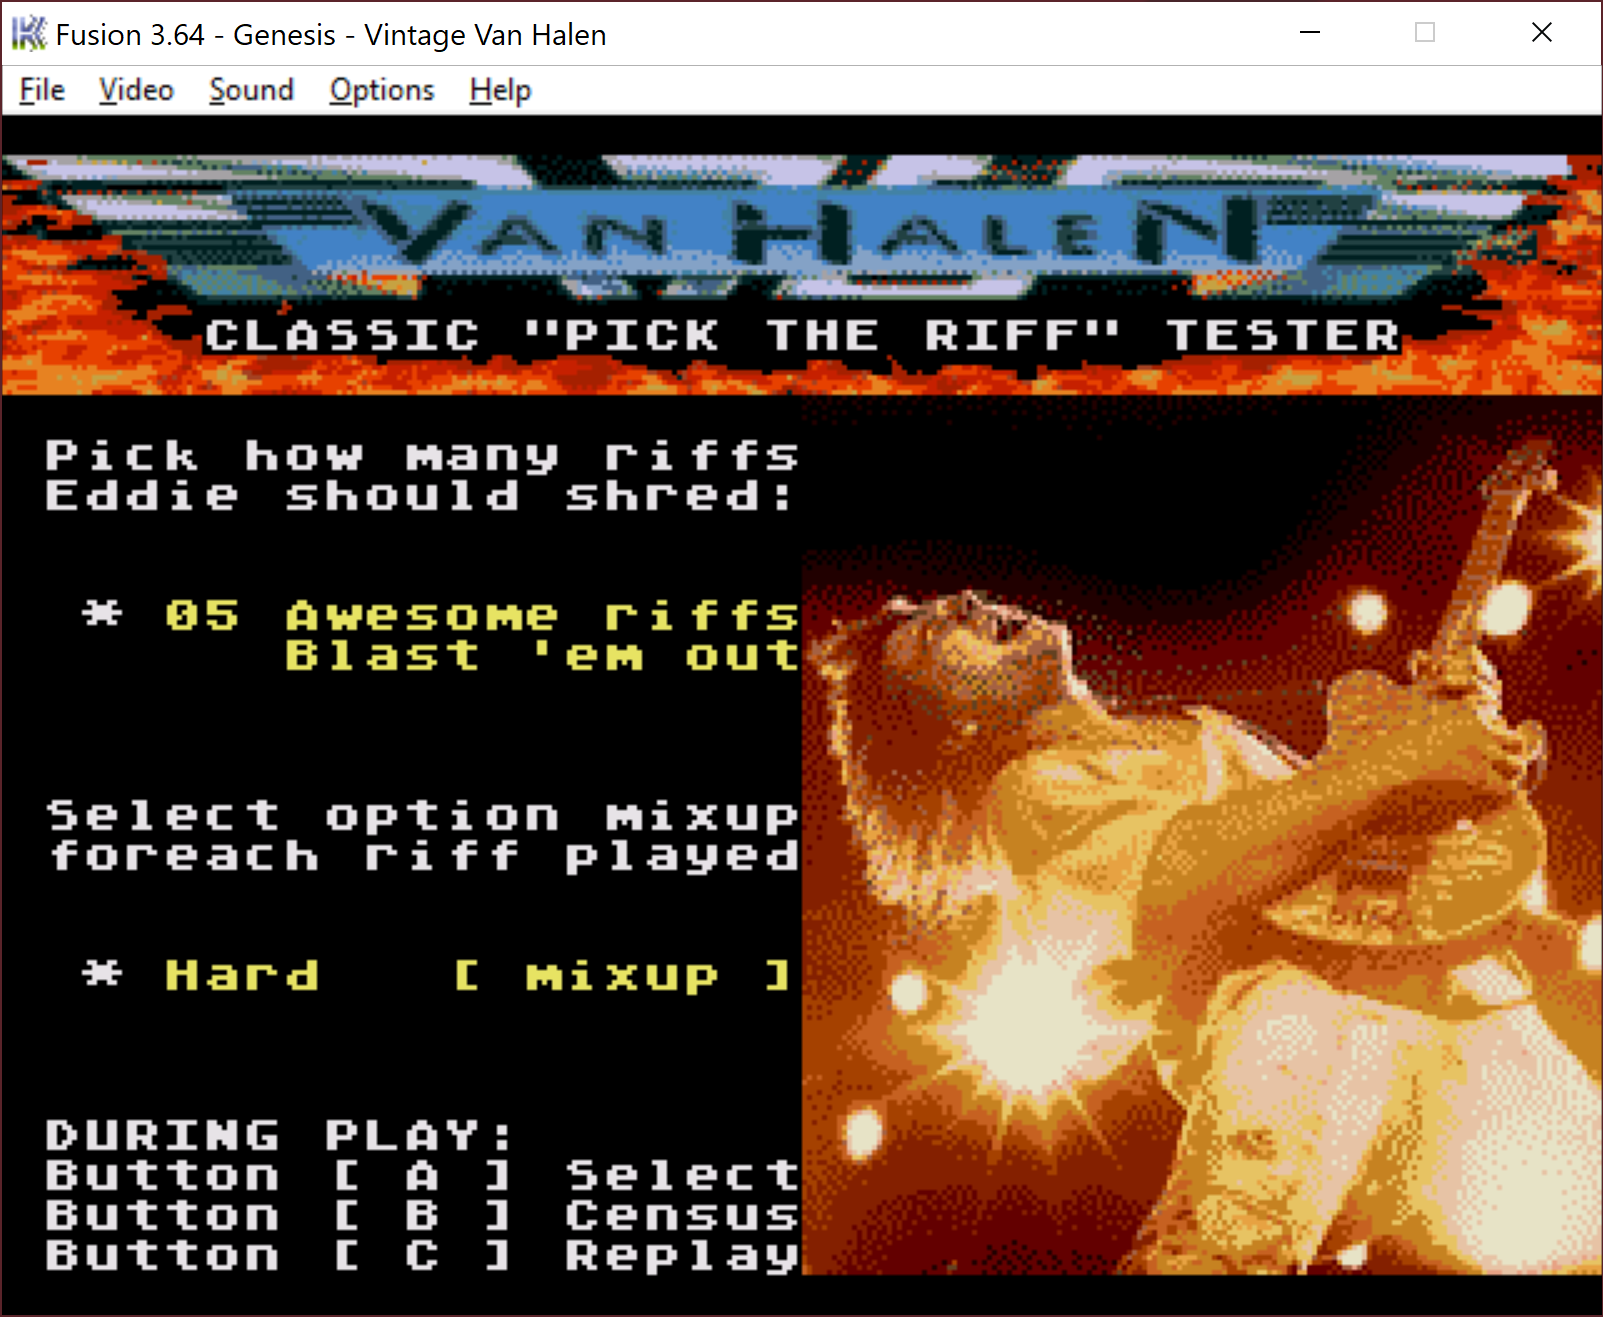 Fusion 3.64 - Genesis - Vintage Van Halen
File Video Sound Options Help
VAN HALEN
CLASSIC "PICK THE RIFF" TESTER
Pick how many riffs
Eddie should shred:
* 05 Awesome riffs
Blast 'em out
Select option mixup
foreach riff played
* Hard [ mixup ]
DURING PLAY:
Button [ A ] Select
Button [ B ] Census
Button [ C ] Replay